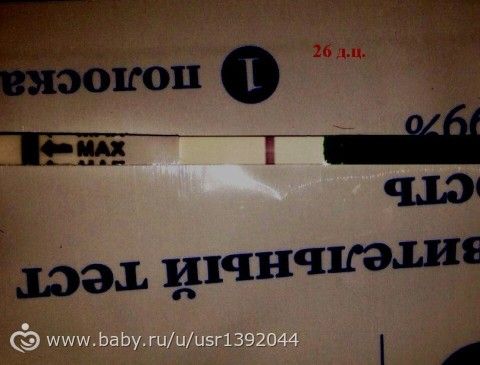 26 д.ц.
1 полоска
99%
MAX
ость
вительный тест
www.baby.ru/u/usr1392044